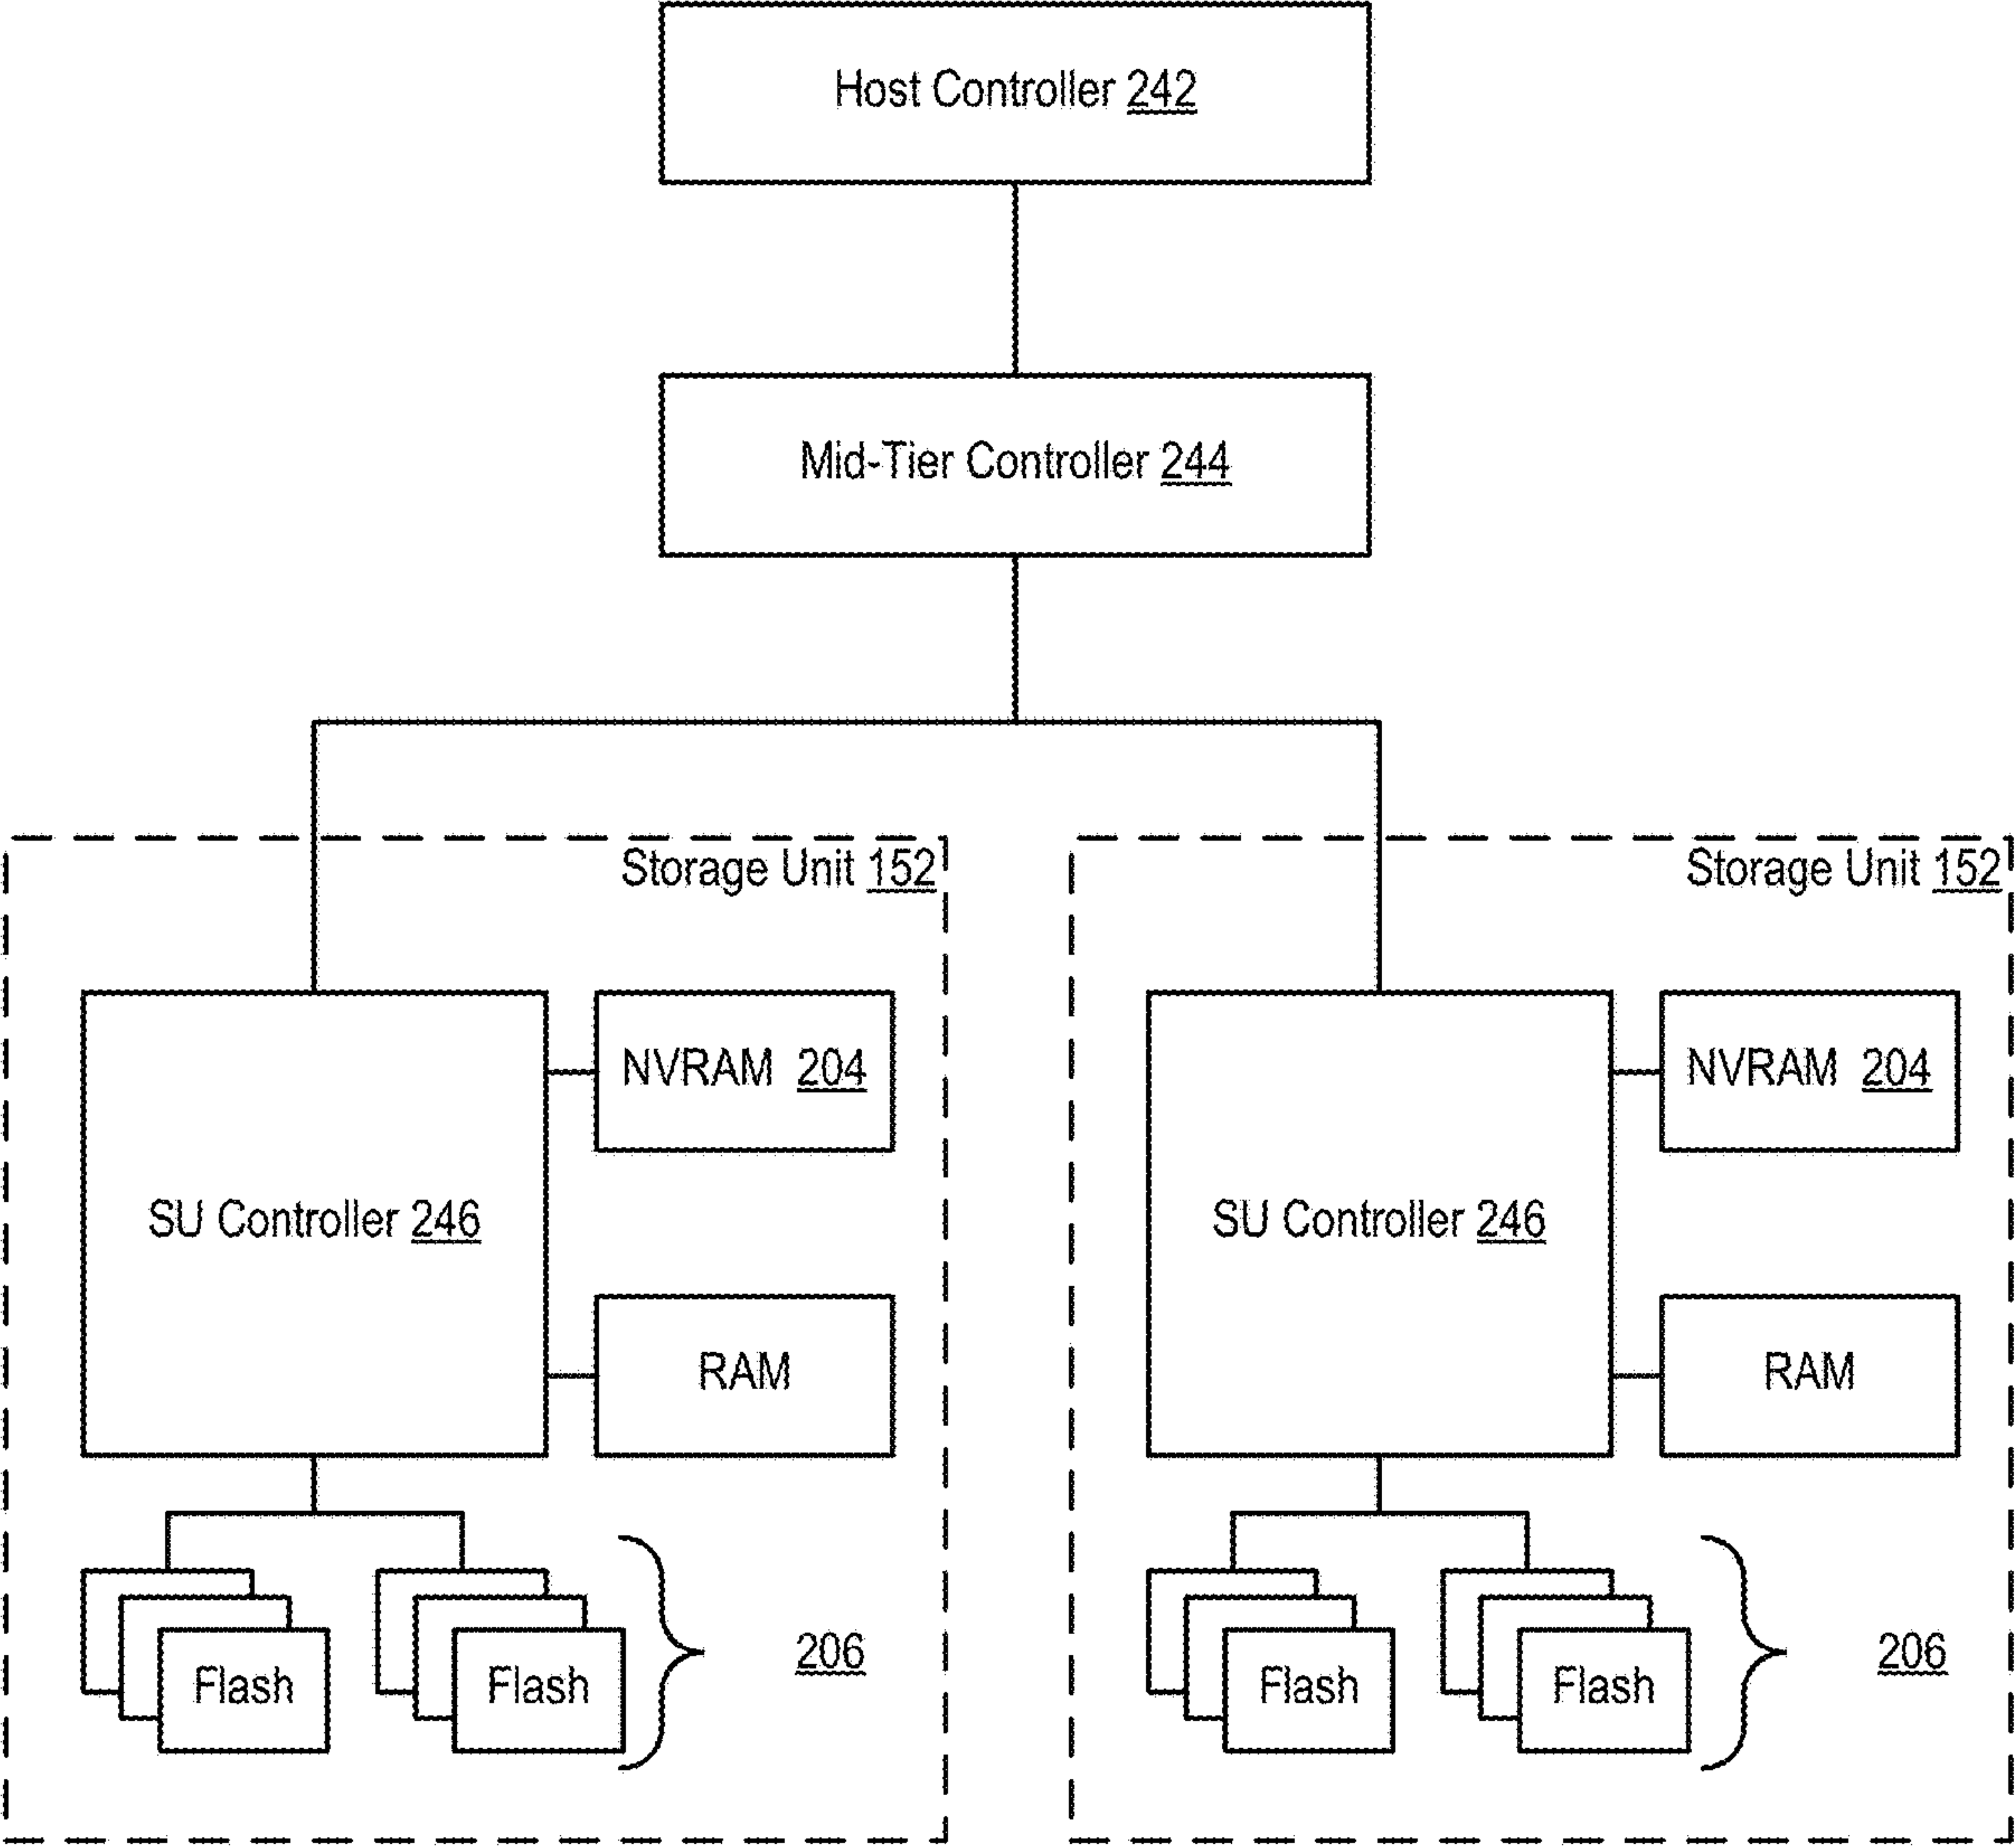 Host Controller 242
Mid-Tier Controller 244
Storage Unit 152
NVRAM 204
SU Controller 246
RAM
Flash
Flash
206
Storage Unit 152
NVRAM 204
SU Controller 246
RAM
Flash
Flash
206